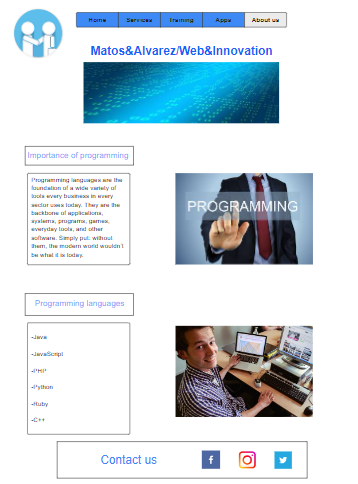 Home Services Training Apps About us
Matos&Alvarez/Web&Innovation
Importance of programming
Programming languages are the
foundation of a wide variety of
tools every business in every
sector uses today. They are the
backbone of applications,
systems, programs, games,
everyday tools, and other
software. Simply put: without
them, the modern world wouldn't
be what it is today.
PROGRAMMING
Programming languages
-Java
-JavaScript
-PHP
-Python
-Ruby
-C++
Contact us